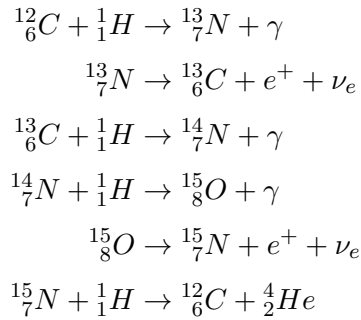 ¹²₆C + ¹₁H → ¹³₇N + γ
¹³₇N → ¹³₆C + e⁺ + νₑ
¹³₆C + ¹₁H → ¹⁴₇N + γ
¹⁴₇N + ¹₁H → ¹⁵₈O + γ
¹⁵₈O → ¹⁵₇N + e⁺ + νₑ
¹⁵₇N + ¹₁H → ¹²₆C + ⁴₂He